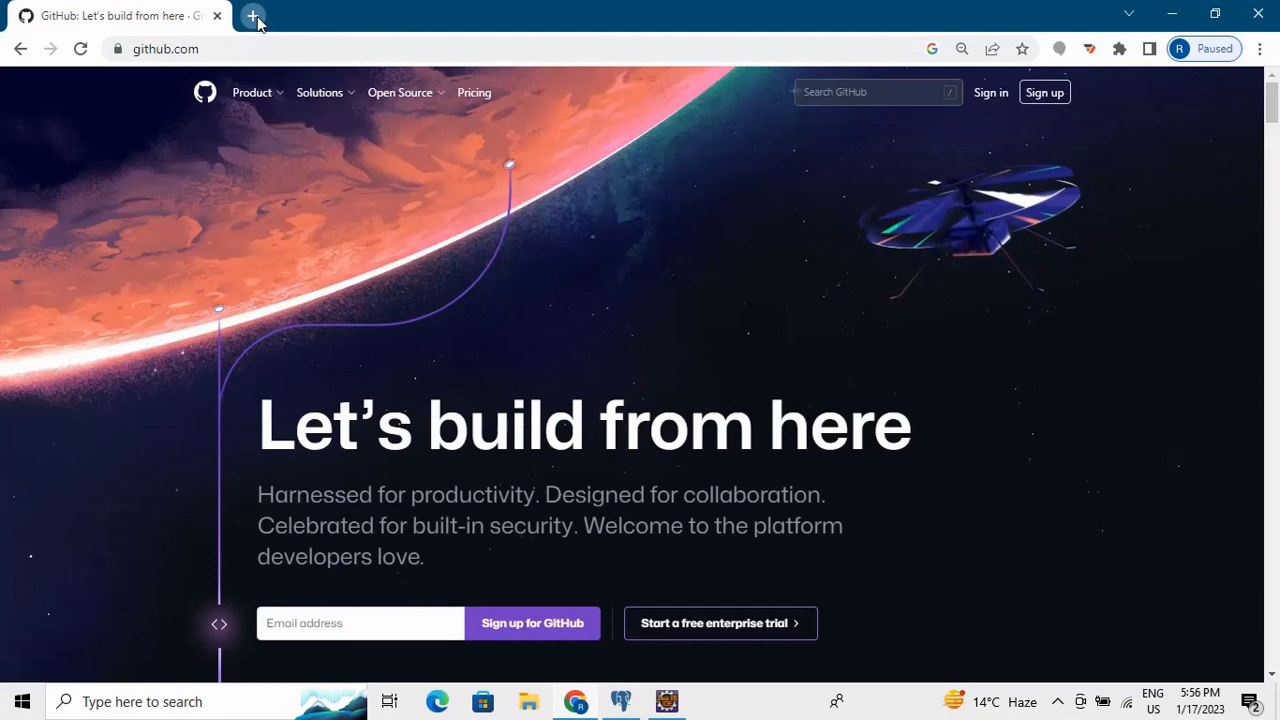 GitHub: Let's build from here · Gi
github.com
R Paused
Product Solutions Open Source Pricing Search GitHub / Sign in Sign up
Let's build from here
Harnessed for productivity. Designed for collaboration.
Celebrated for built-in security. Welcome to the platform
developers love.
Email address Sign up for GitHub Start a free enterprise trial
Type here to search
14°C Haze
ENG
US
5:56 PM
1/17/2023
2